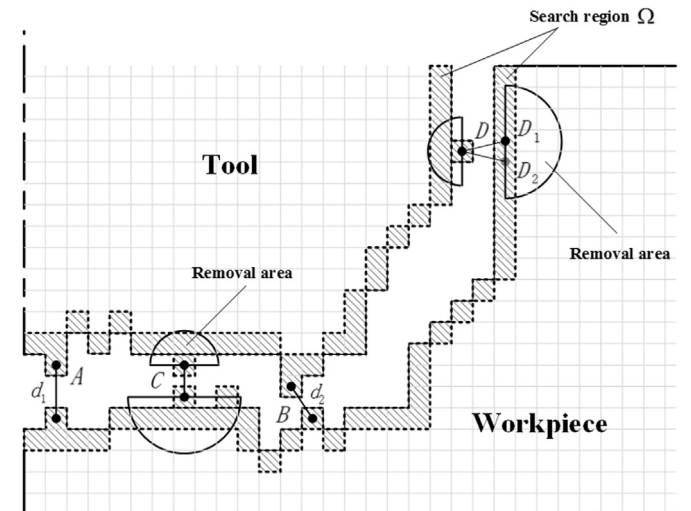 Search region Ω
Tool
D
D₁
D₂
Removal area
Removal area
d₁
A
C
B
d₂
Workpiece